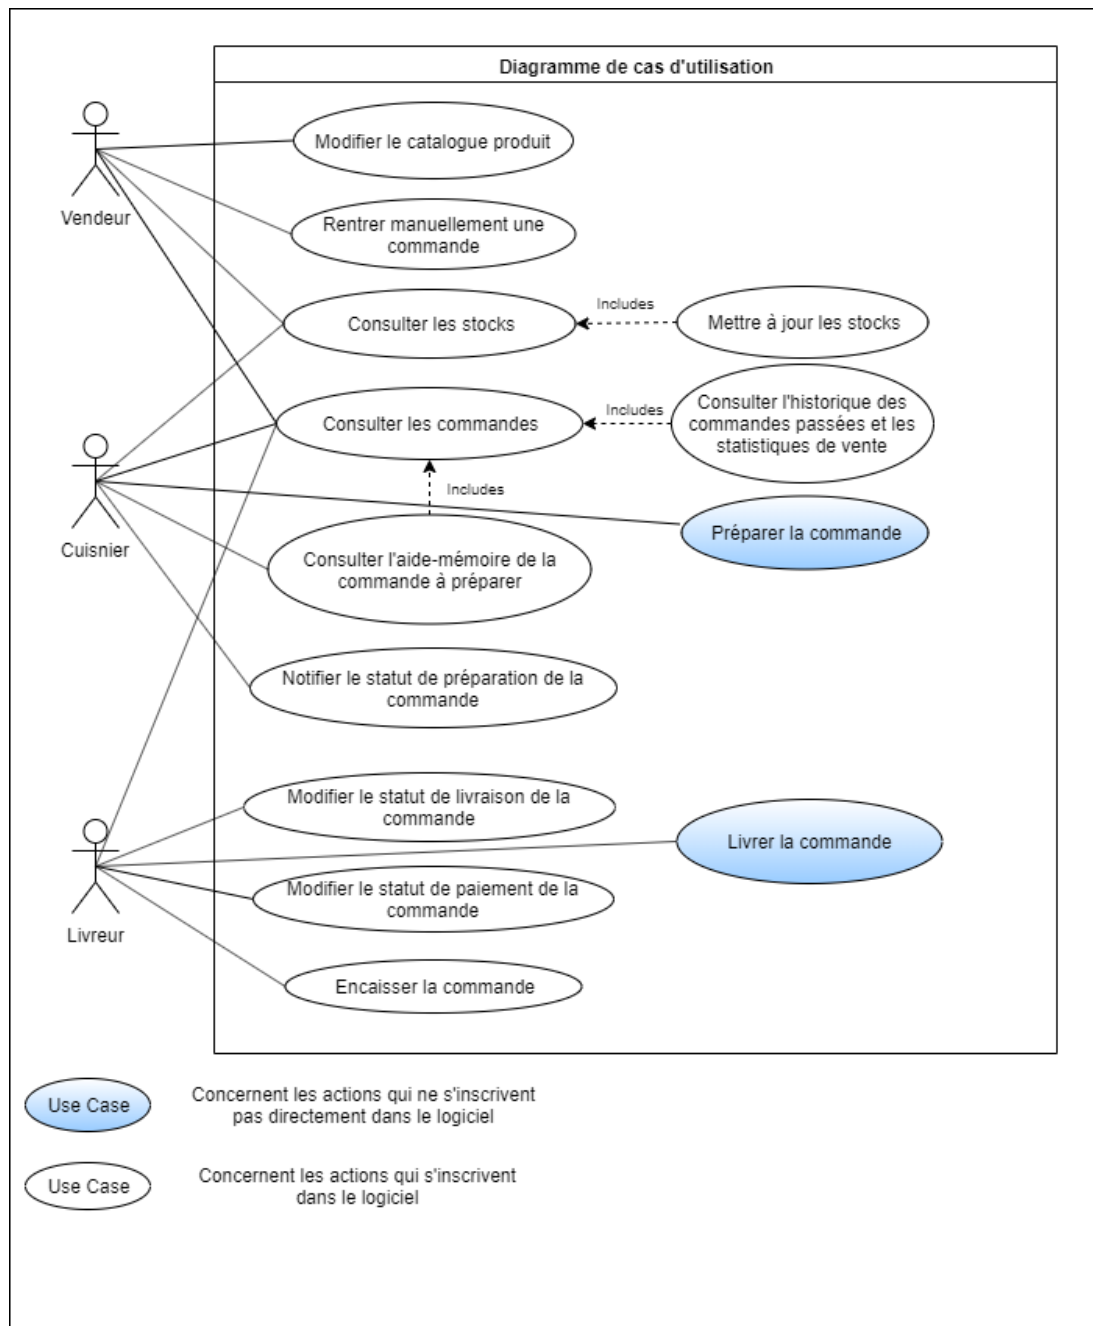 Diagramme de cas d'utilisation
Modifier le catalogue produit
Vendeur
Rentrer manuellement une
commande
Consulter les stocks
Includes
Mettre à jour les stocks
Consulter les commandes
Includes
Consulter l'historique des
commandes passées et les
statistiques de vente
Cuisnier
Includes
Préparer la commande
Consulter l'aide-mémoire de la
commande à préparer
Notifier le statut de préparation de la
commande
Modifier le statut de livraison de la
commande
Livrer la commande
Livreur
Modifier le statut de paiement de la
commande
Encaisser la commande
Use Case
Concernent les actions qui ne s'inscrivent
pas directement dans le logiciel
Use Case
Concernent les actions qui s'inscrivent
dans le logiciel